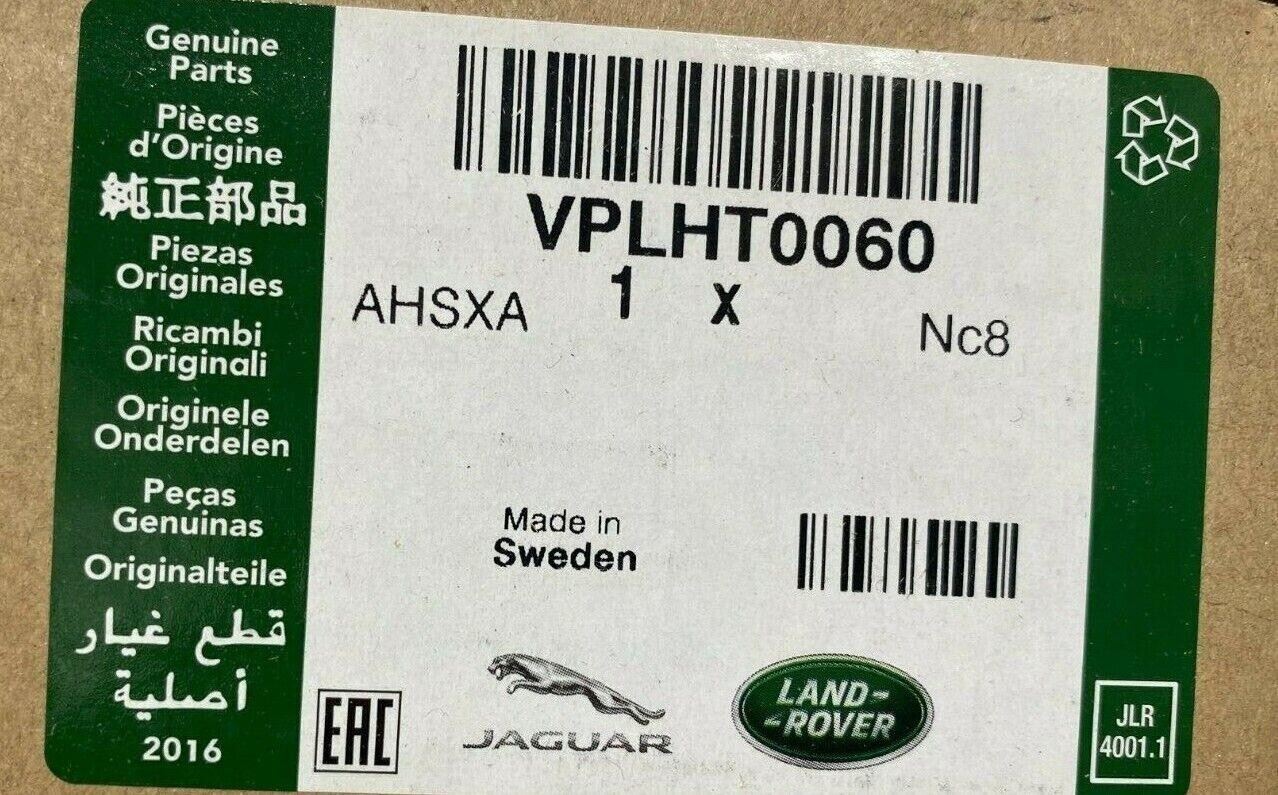 Genuine
Parts
Pièces
d'Origine
純正部品
Piezas
Originales
Ricambi
Originali
Originele
Onderdelen
Peças
Genuinas
Originalteile
قطع غيار
أصلية
2016
VPLHT0060
1 X
AHSXA
Nc8
Made in
Sweden
EAC
JAGUAR
LAND-
-ROVER
JLR
4001.1